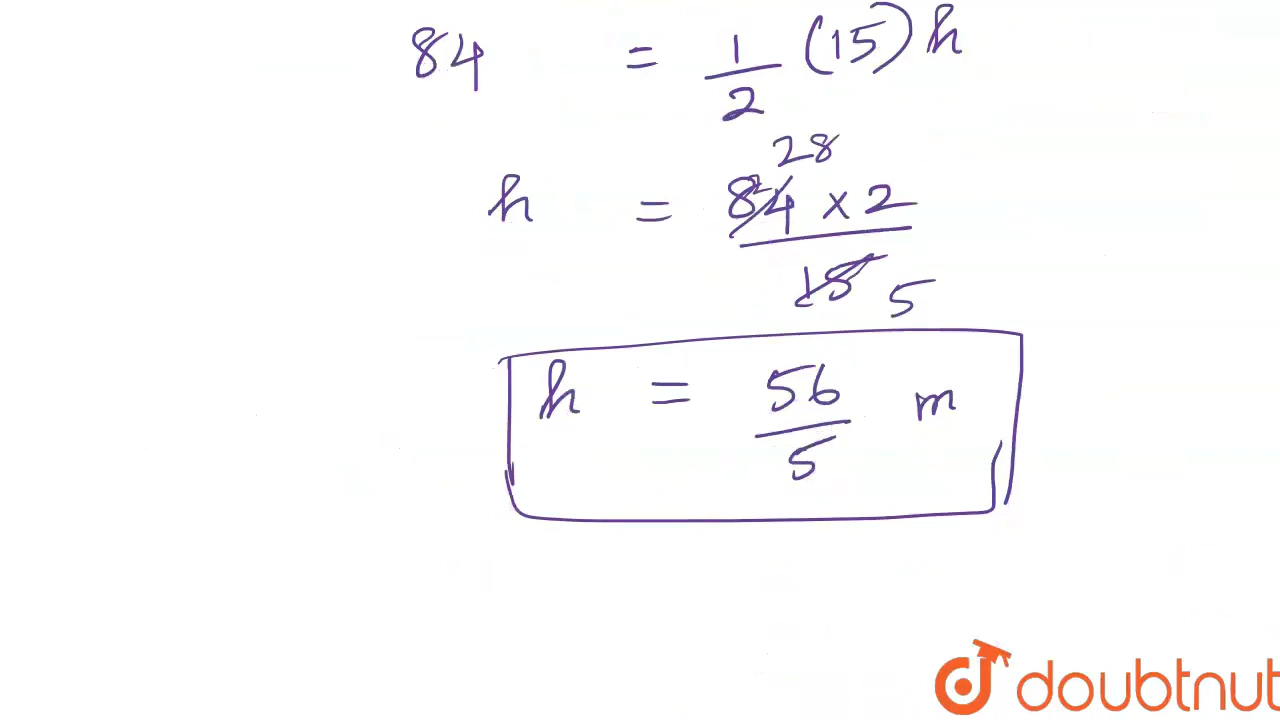 84 = 1/2 (15) h
28
h = 84 x 2 / 15 5
h = 56/5 m
doubtnut